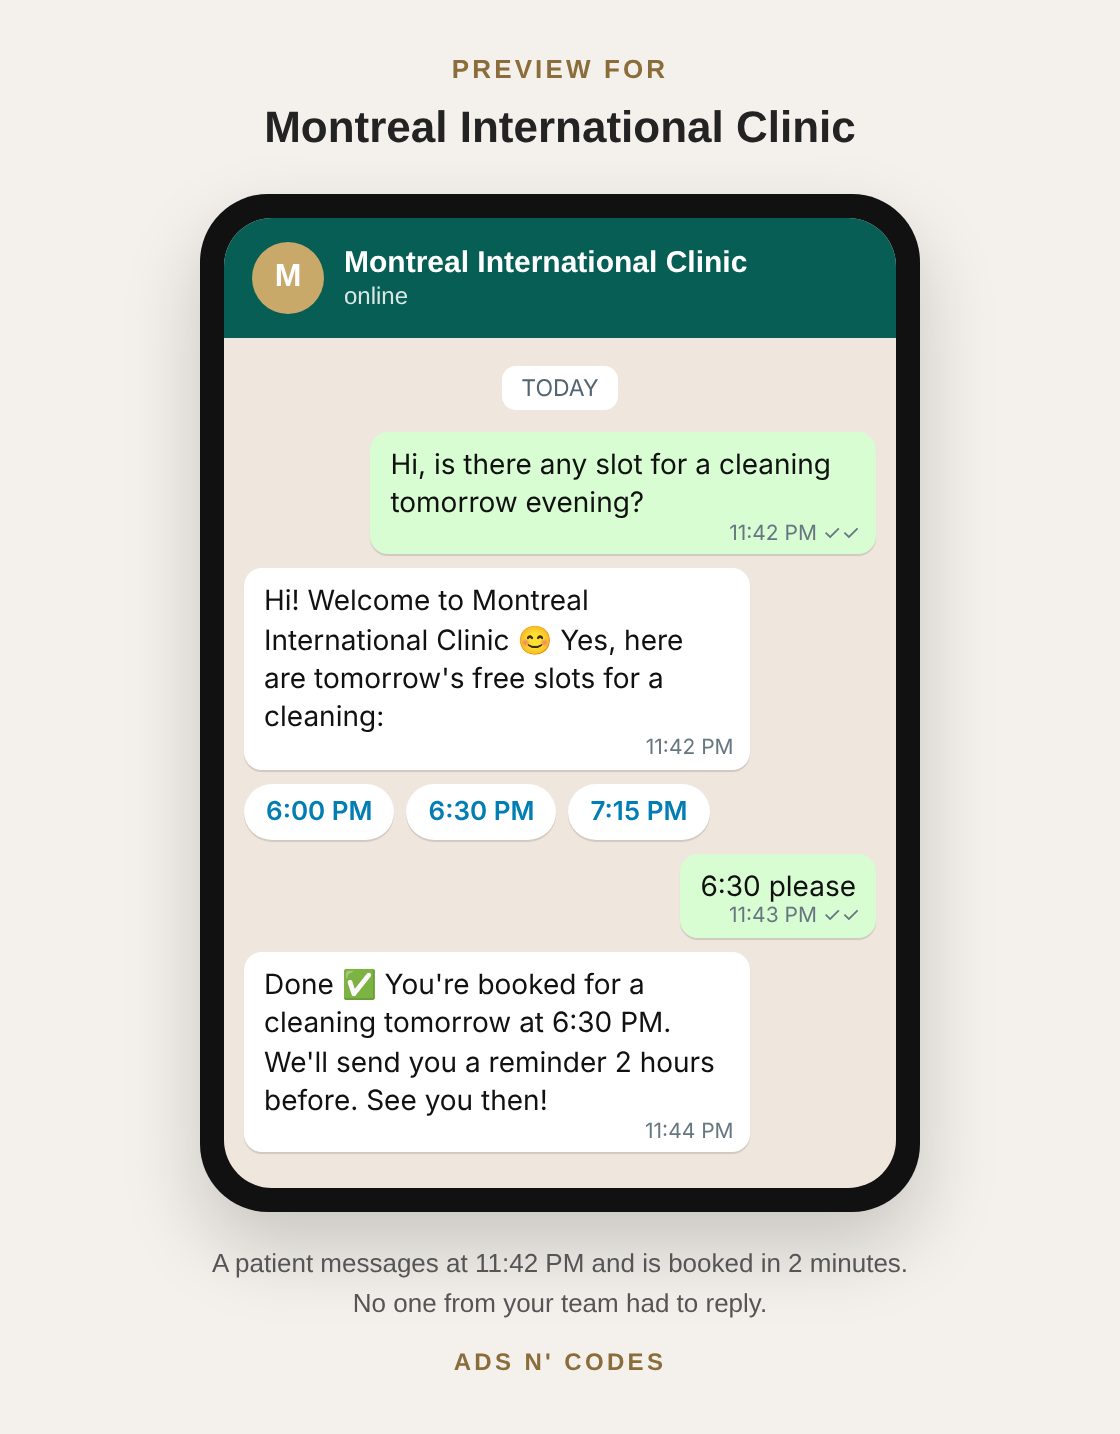 PREVIEW FOR
Montreal International Clinic
M
Montreal International Clinic
online
TODAY
Hi, is there any slot for a cleaning
tomorrow evening?
11:42 PM
Hi! Welcome to Montreal
International Clinic 😊 Yes, here
are tomorrow's free slots for a
cleaning:
11:42 PM
6:00 PM 6:30 PM 7:15 PM
6:30 please
11:43 PM
Done ✅ You're booked for a
cleaning tomorrow at 6:30 PM.
We'll send you a reminder 2 hours
before. See you then!
11:44 PM
A patient messages at 11:42 PM and is booked in 2 minutes.
No one from your team had to reply.
ADS N' CODES